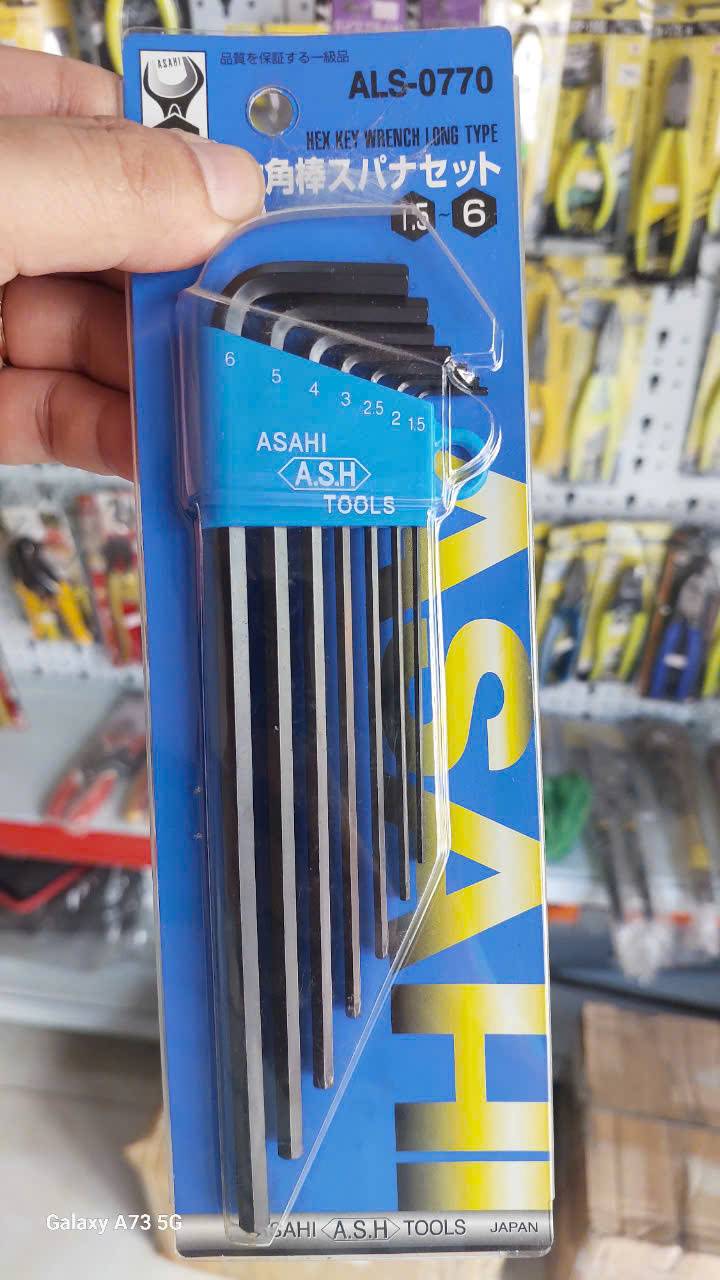 ASAHI
品質を保証する一級品
ALS-0770
HEX KEY WRENCH LONG TYPE
角棒スパナセット
1.5 ~ 6
6 5 4 3 2.5 2 1.5
ASAHI
A.S.H
TOOLS
ASAHI
SAHI A.S.H TOOLS JAPAN
Galaxy A73 5G